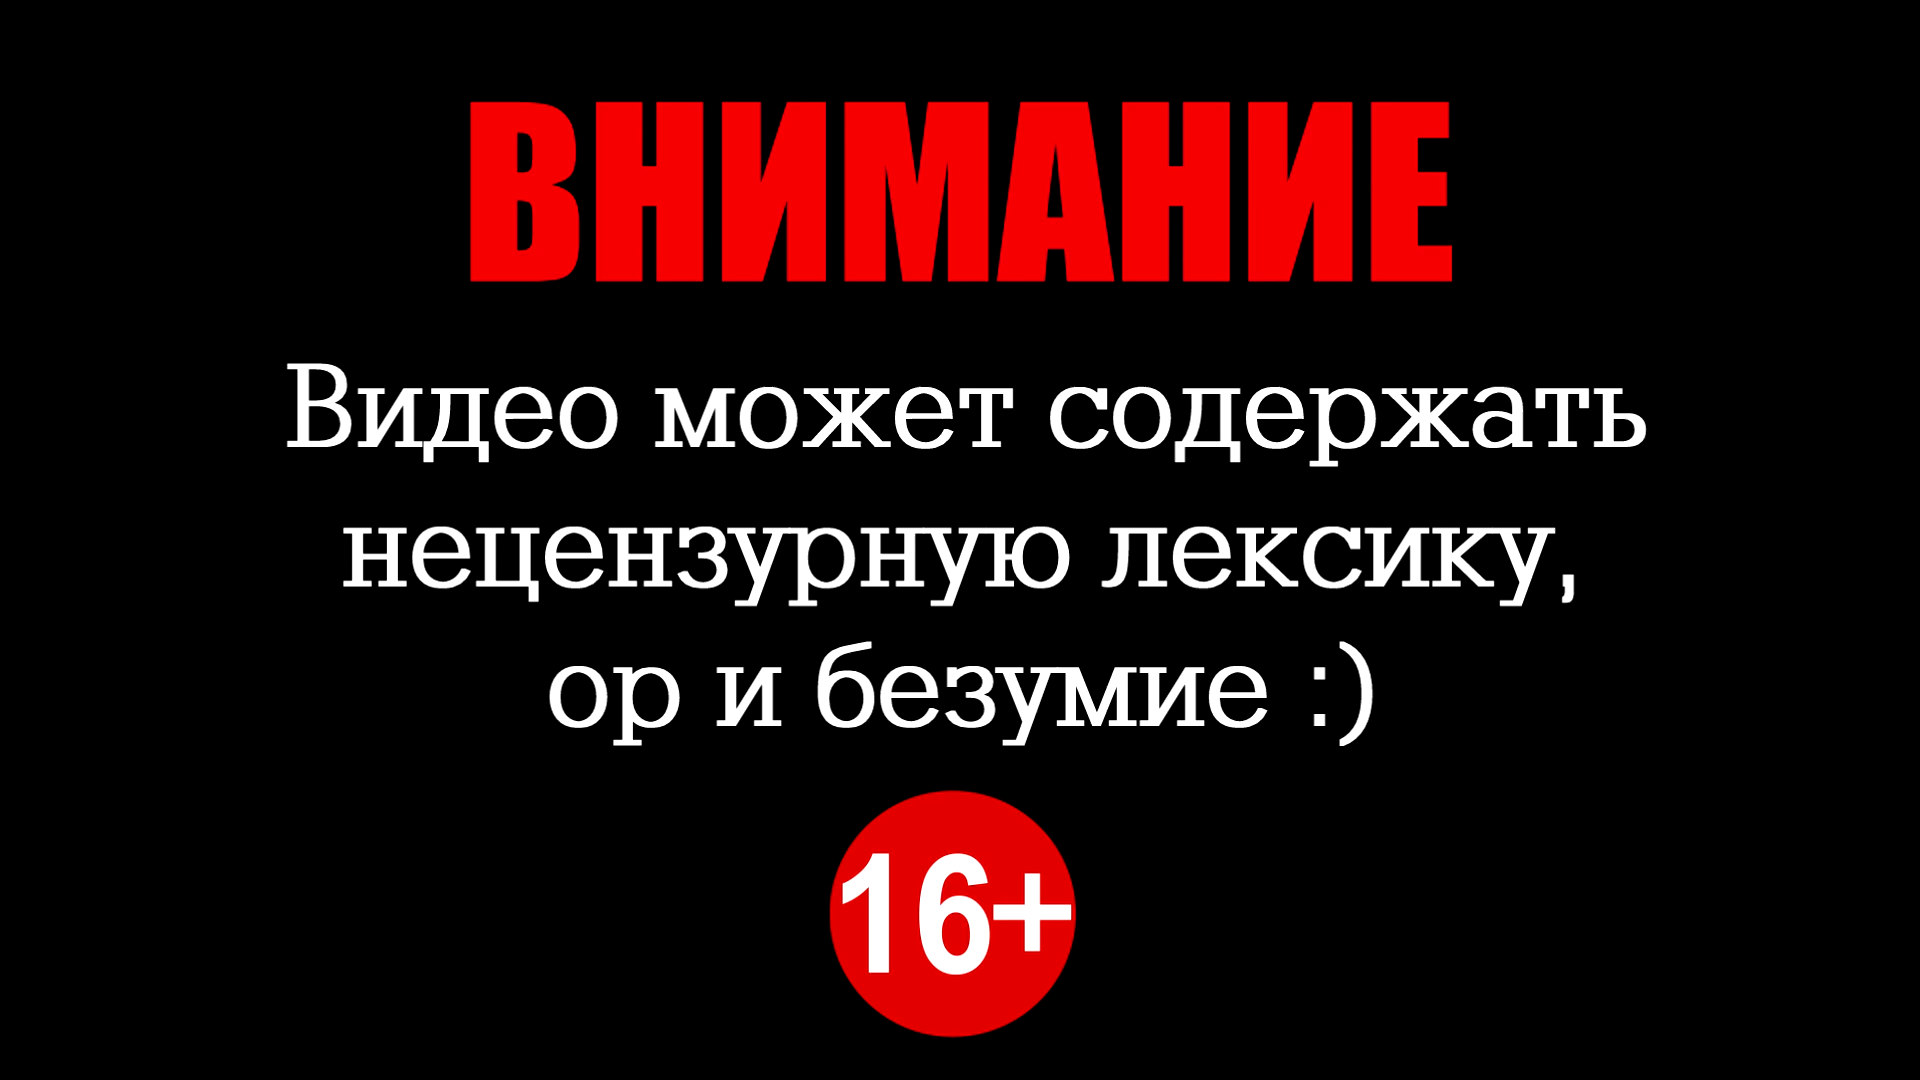 ВНИМАНИЕ
Видео может содержать
нецензурную лексику,
ор и безумие :)
16+